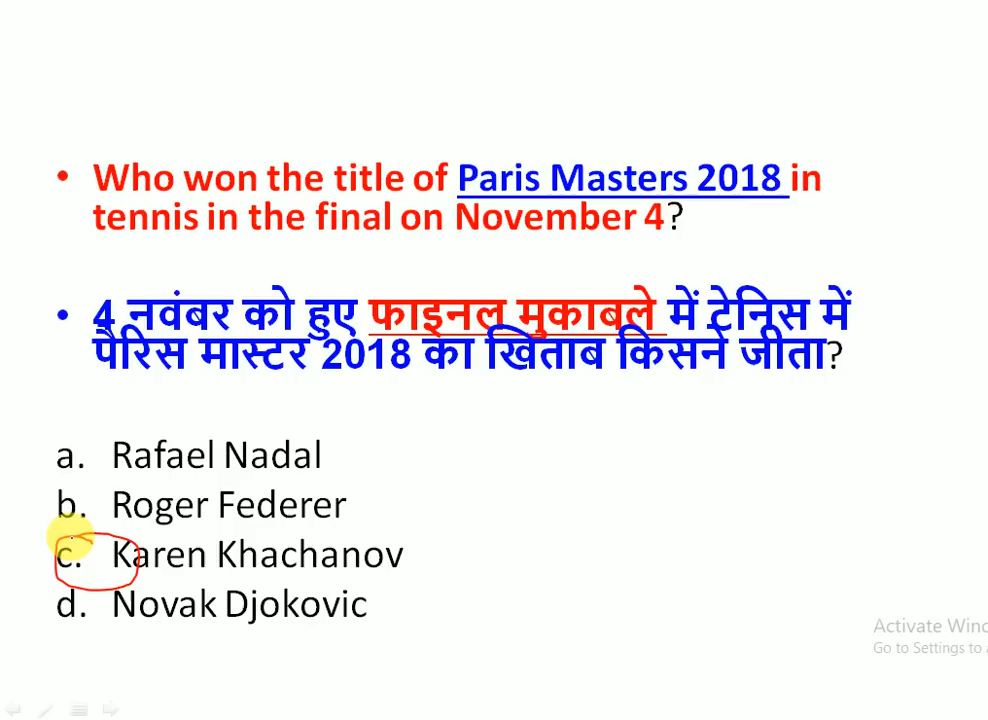 • Who won the title of Paris Masters 2018 in
tennis in the final on November 4?
• 4 नवंबर को हुए फाइनल मुकाबले में टेनिस में
पेरिस मास्टर 2018 का खिताब किसने जीता?
a. Rafael Nadal
b. Roger Federer
c. Karen Khachanov
d. Novak Djokovic
Activate Winc
Go to Settings to